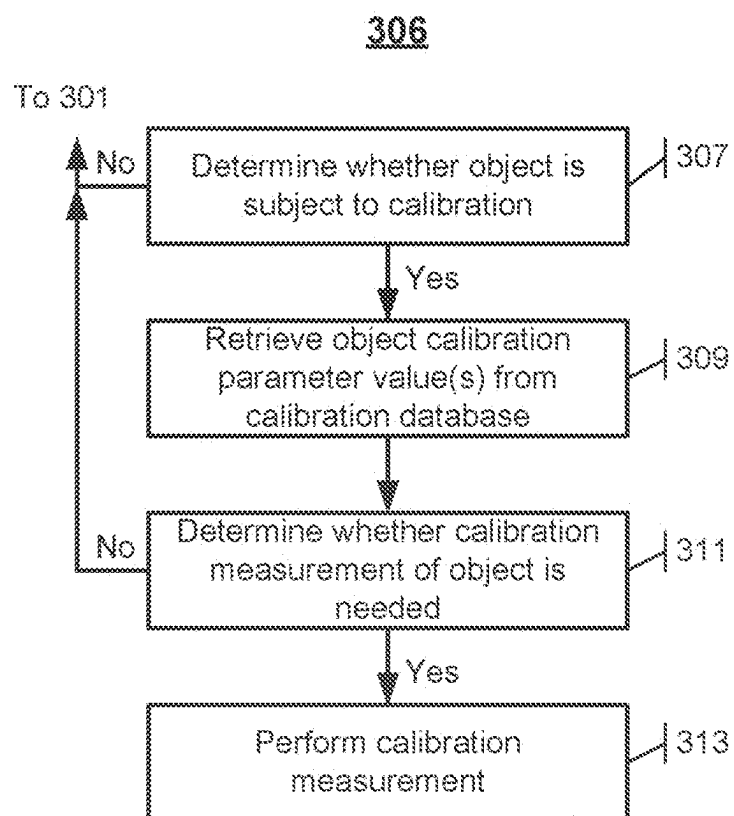 306
To 301
No
Determine whether object is
subject to calibration
307
Yes
Retrieve object calibration
parameter value(s) from
calibration database
309
No
Determine whether calibration
measurement of object is
needed
311
Yes
Perform calibration
measurement
313